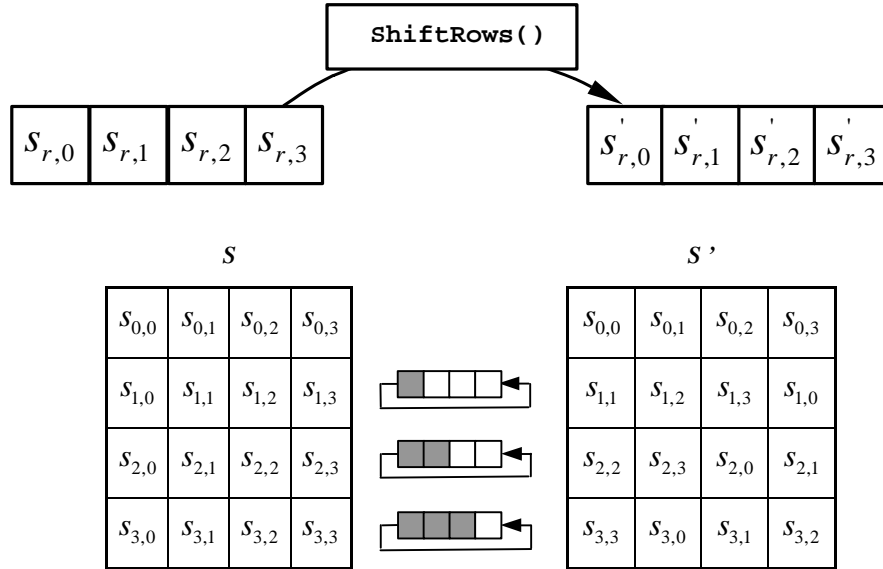 ShiftRows()
s_{r,0} s_{r,1} s_{r,2} s_{r,3} s'_{r,0} s'_{r,1} s'_{r,2} s'_{r,3}
S S'
s_{0,0} s_{0,1} s_{0,2} s_{0,3} s_{0,0} s_{0,1} s_{0,2} s_{0,3}
s_{1,0} s_{1,1} s_{1,2} s_{1,3} s_{1,1} s_{1,2} s_{1,3} s_{1,0}
s_{2,0} s_{2,1} s_{2,2} s_{2,3} s_{2,2} s_{2,3} s_{2,0} s_{2,1}
s_{3,0} s_{3,1} s_{3,2} s_{3,3} s_{3,3} s_{3,0} s_{3,1} s_{3,2}